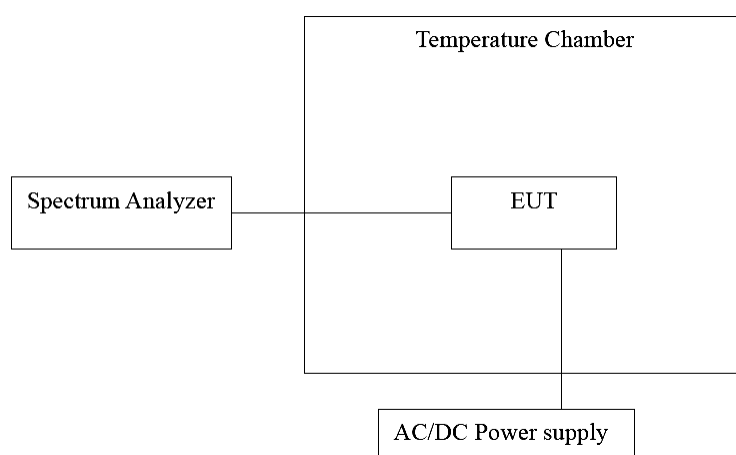 Temperature Chamber
Spectrum Analyzer
EUT
AC/DC Power supply